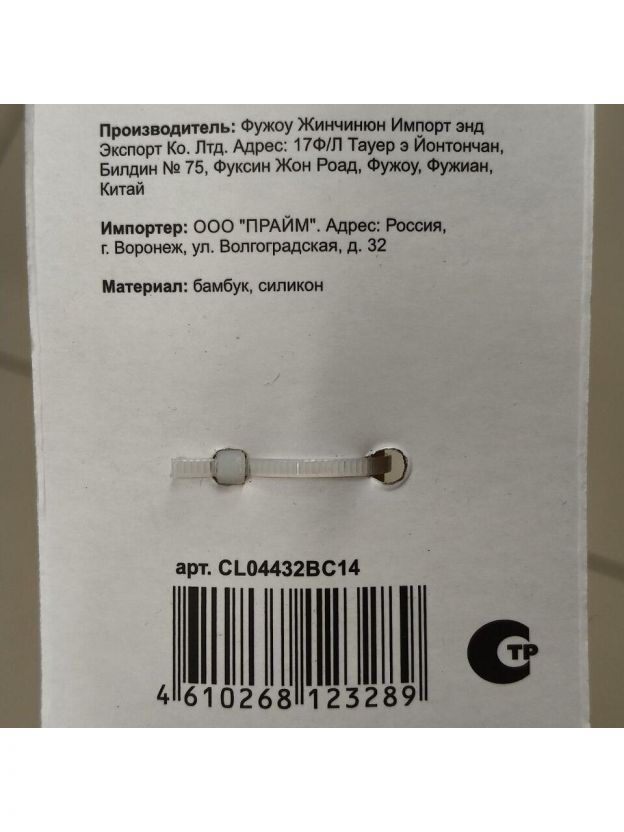 Производитель: Фужоу Жинчинюн Импорт энд
Экспорт Ко. Лтд. Адрес: 17Ф/Л Тауер э Йонтончан,
Билдин № 75, Фуксин Жон Роад, Фужоу, Фужиан,
Китай
Импортер: ООО "ПРАЙМ". Адрес: Россия,
г. Воронеж, ул. Волгоградская, д. 32
Материал: бамбук, силикон
арт. CL04432BC14
4 610268 123289
СТР